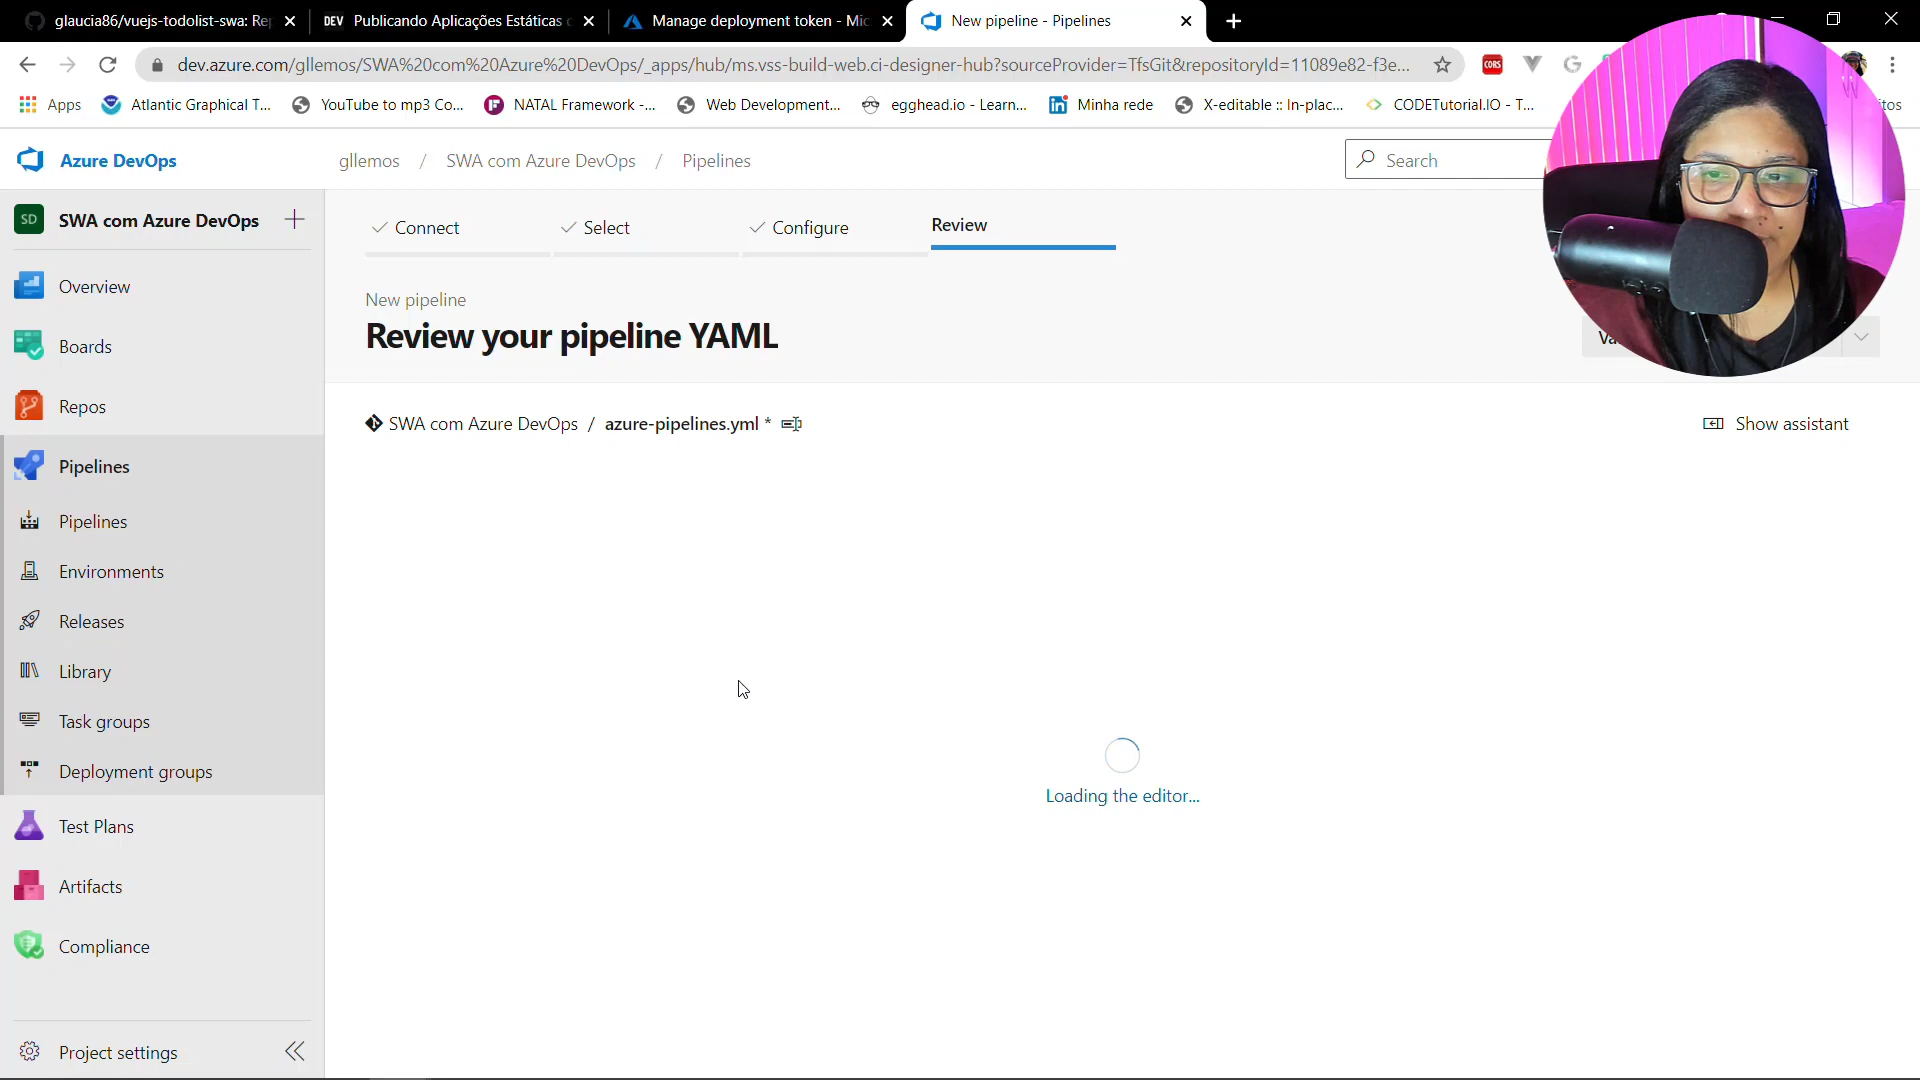 glaucia86/vuejs-todolist-swa: Re
DEV Publicando Aplicações Estáticas
Manage deployment token - Mic
New pipeline - Pipelines
dev.azure.com/gllemos/SWA%20com%20Azure%20DevOps/_apps/hub/ms.vss-build-web.ci-designer-hub?sourceProvider=TfsGit&repositoryId=11089e82-f3e...
CORS
Apps
Atlantic Graphical T...
YouTube to mp3 Co...
NATAL Framework -...
Web Development...
egghead.io - Learn...
Minha rede
X-editable :: In-plac...
CODETutorial.IO - T...
Azure DevOps
gllemos / SWA com Azure DevOps / Pipelines
Search
SD SWA com Azure DevOps
Overview
Boards
Repos
Pipelines
Pipelines
Environments
Releases
Library
Task groups
Deployment groups
Test Plans
Artifacts
Compliance
Project settings
Connect
Select
Configure
Review
New pipeline
Review your pipeline YAML
SWA com Azure DevOps / azure-pipelines.yml *
Show assistant
Loading the editor...